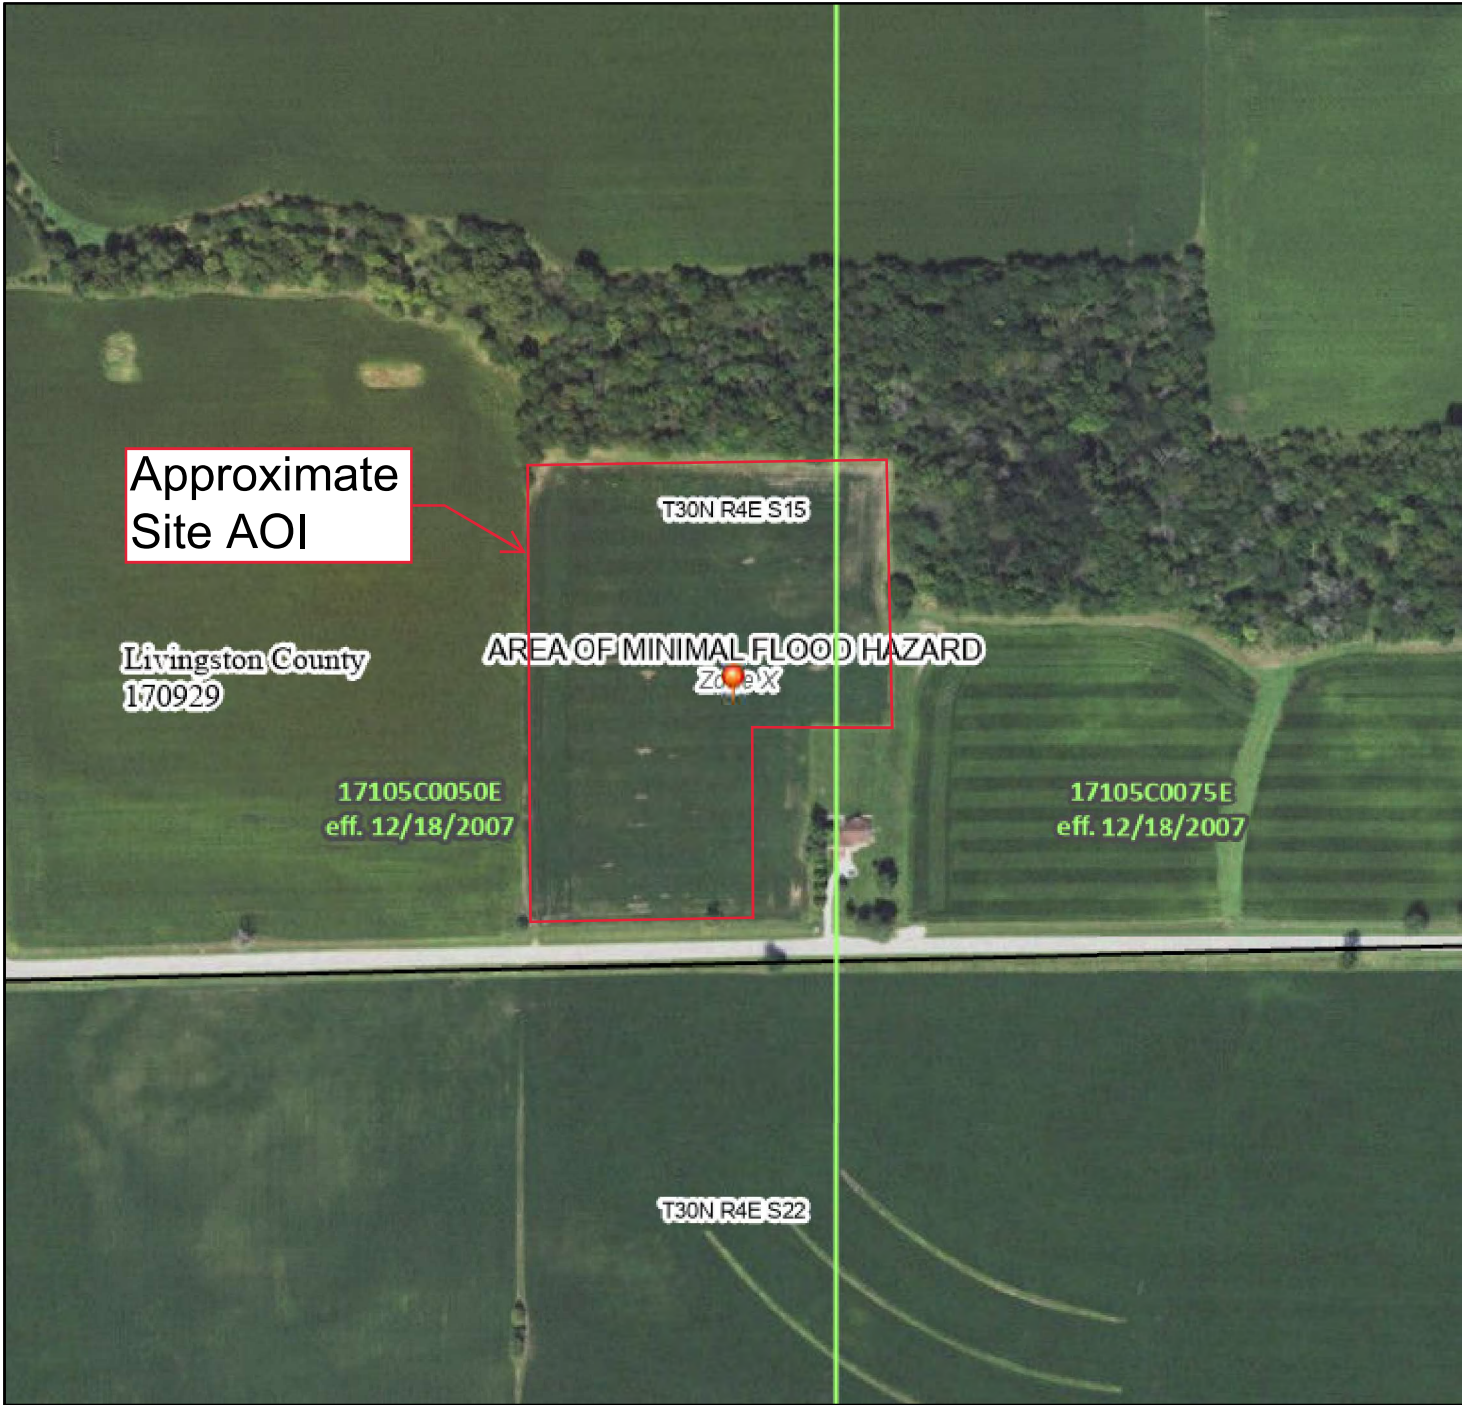 Approximate
Site AOI
T30N R4E S15
Livingston County
170929
AREA OF MINIMAL FLOOD HAZARD
Zone X
17105C0050E
eff. 12/18/2007
17105C0075E
eff. 12/18/2007
T30N R4E S22